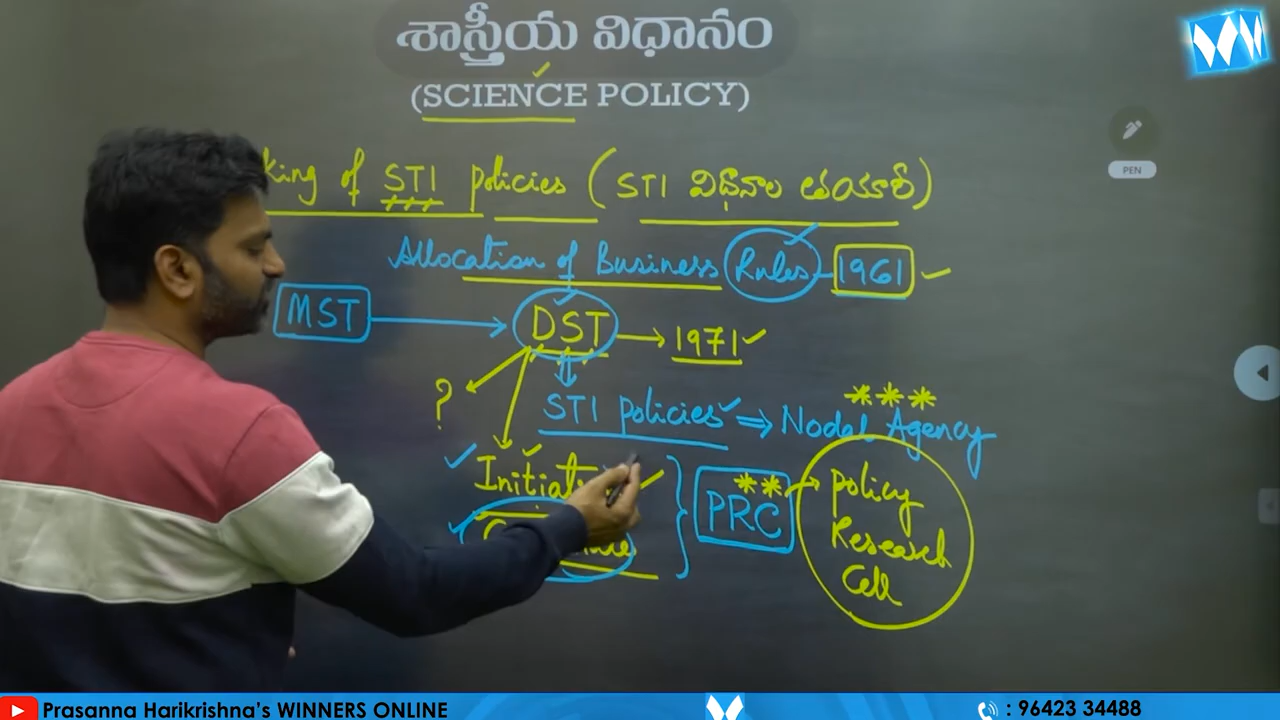 శాస్త్రీయ విధానం
(SCIENCE POLICY)
PEN
king of STI policies (STI విధానాల తయారీ)
Allocation of Business Rules - 1961
MST
DST → 1971
?
STI policies ⇒ Nodal Agency
***
PRC
**
Policy
Research
Cell
Prasanna Harikrishna's WINNERS ONLINE
: 96423 34488